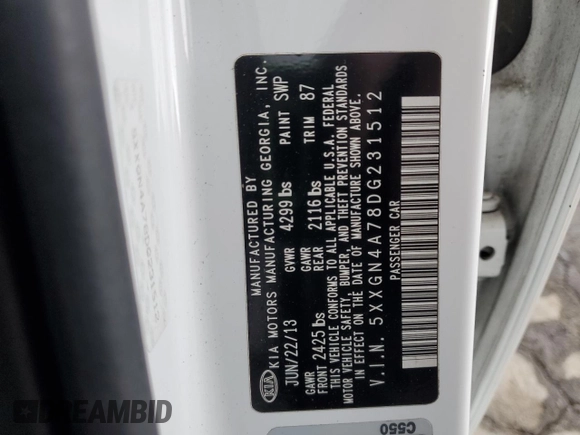 MANUFACTURED BY
KIA KIA MOTORS MANUFACTURING GEORGIA, INC.
JUN/22/13 GVWR 4299 lbs PAINT SWP
GAWR FRONT 2425 lbs GAWR REAR 2116 lbs TRIM 87
THIS VEHICLE CONFORMS TO ALL APPLICABLE U.S.A. FEDERAL
MOTOR VEHICLE SAFETY, BUMPER, AND THEFT PREVENTION STANDARDS
IN EFFECT ON THE DATE OF MANUFACTURE SHOWN ABOVE.
V.I.N. 5XXGN4A78DG231512
PASSENGER CAR
C550
DREAMBID